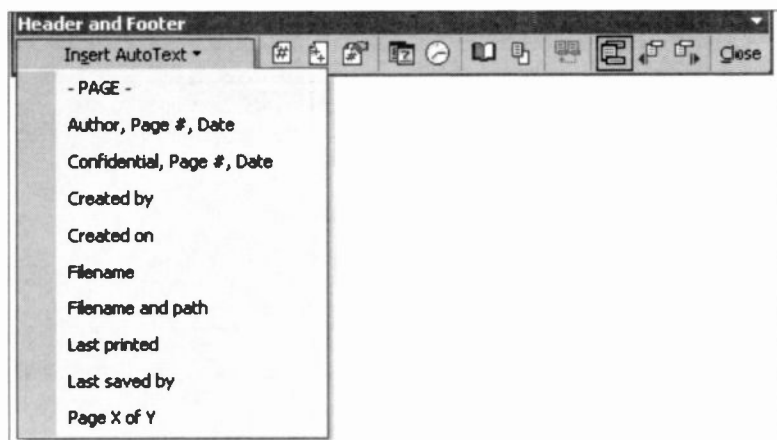 Header and Footer
Insert AutoText Close
- PAGE -
Author, Page #, Date
Confidential, Page #, Date
Created by
Created on
Filename
Filename and path
Last printed
Last saved by
Page X of Y